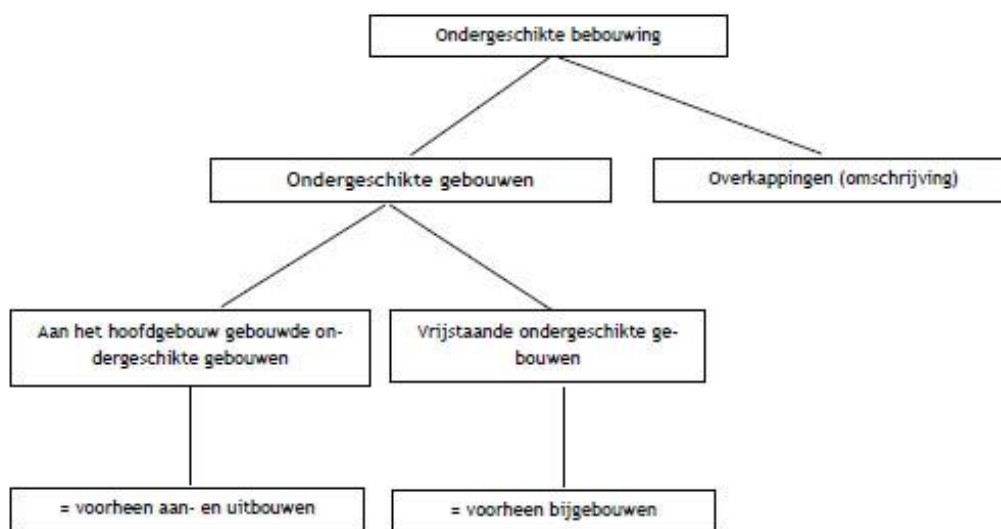 Ondergeschikte bebouwing
Ondergeschikte gebouwen
Overkappingen (omschrijving)
Aan het hoofdgebouw gebouwde on-
dergeschikte gebouwen
Vrijstaande ondergeschikte ge-
bouwen
= voorheen aan- en uitbouwen
= voorheen bijgebouwen